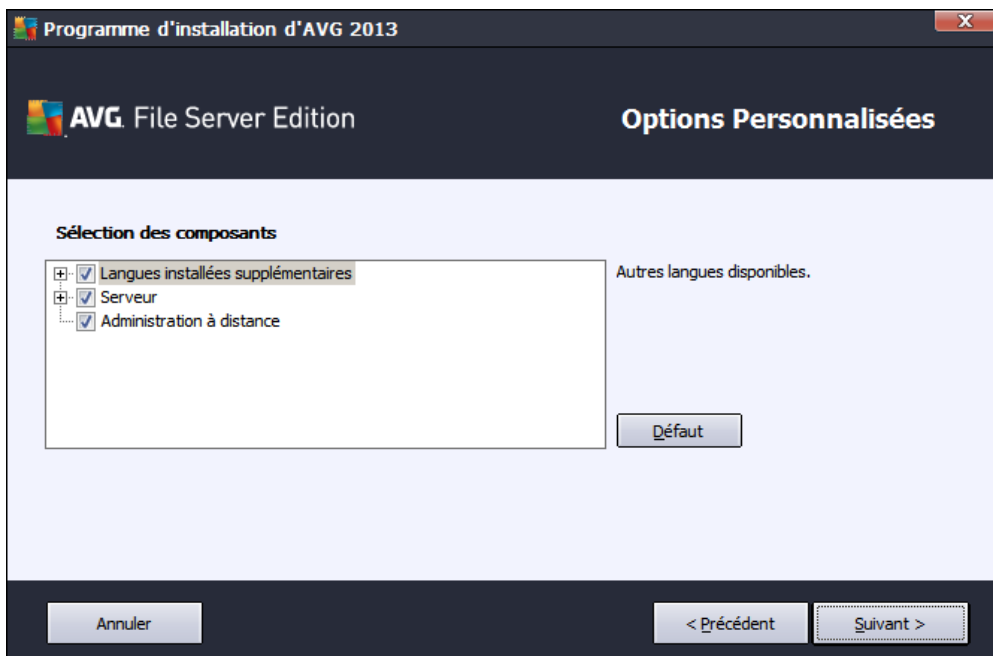 Programme d'installation d'AVG 2013
X
AVG. File Server Edition
Options Personnalisées
Sélection des composants
Langues installées supplémentaires
Serveur
Administration à distance
Autres langues disponibles.
Défaut
Annuler
< Précédent
Suivant >